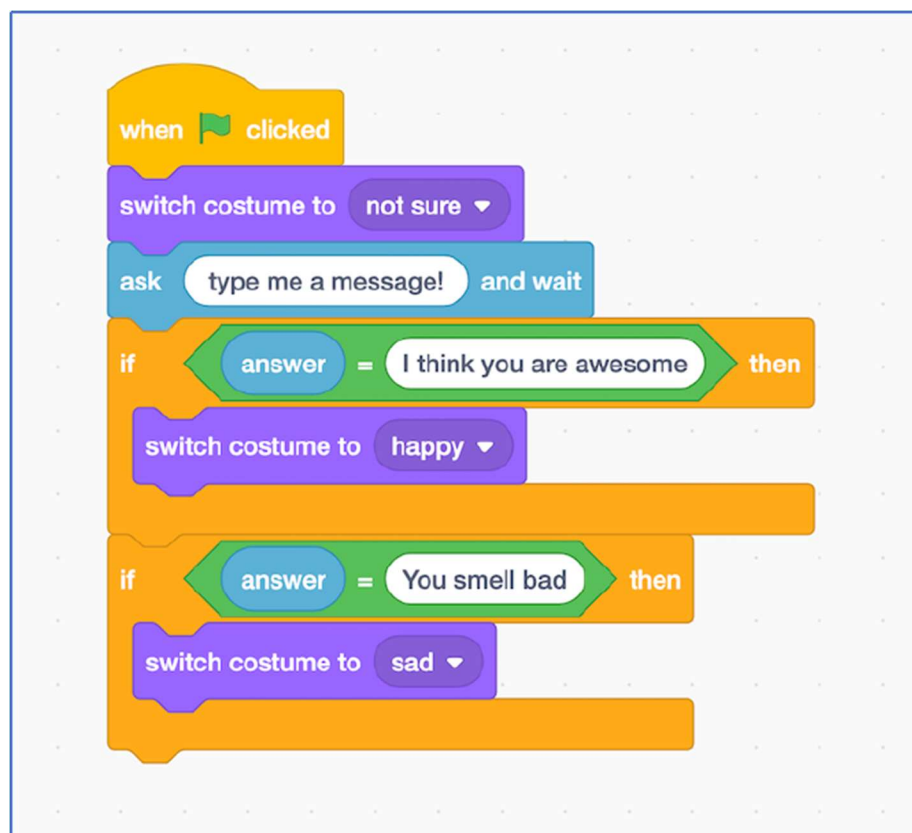 when clicked
switch costume to not sure
ask type me a message! and wait
if answer = I think you are awesome then
switch costume to happy
if answer = You smell bad then
switch costume to sad